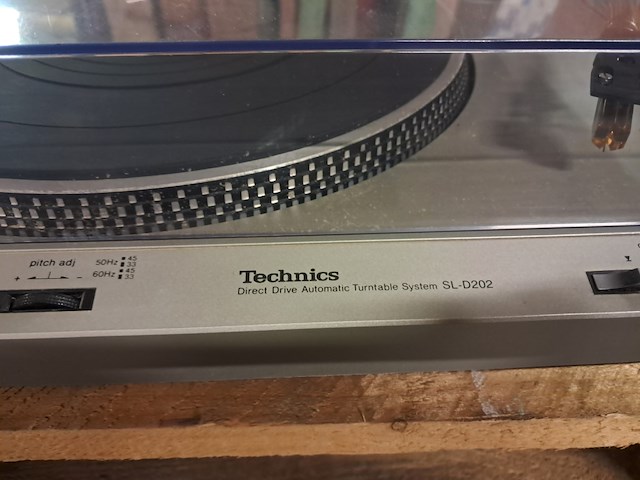 pitch adj
+ -
50Hz 45
33
60Hz 45
33
Technics
Direct Drive Automatic Turntable System SL-D202